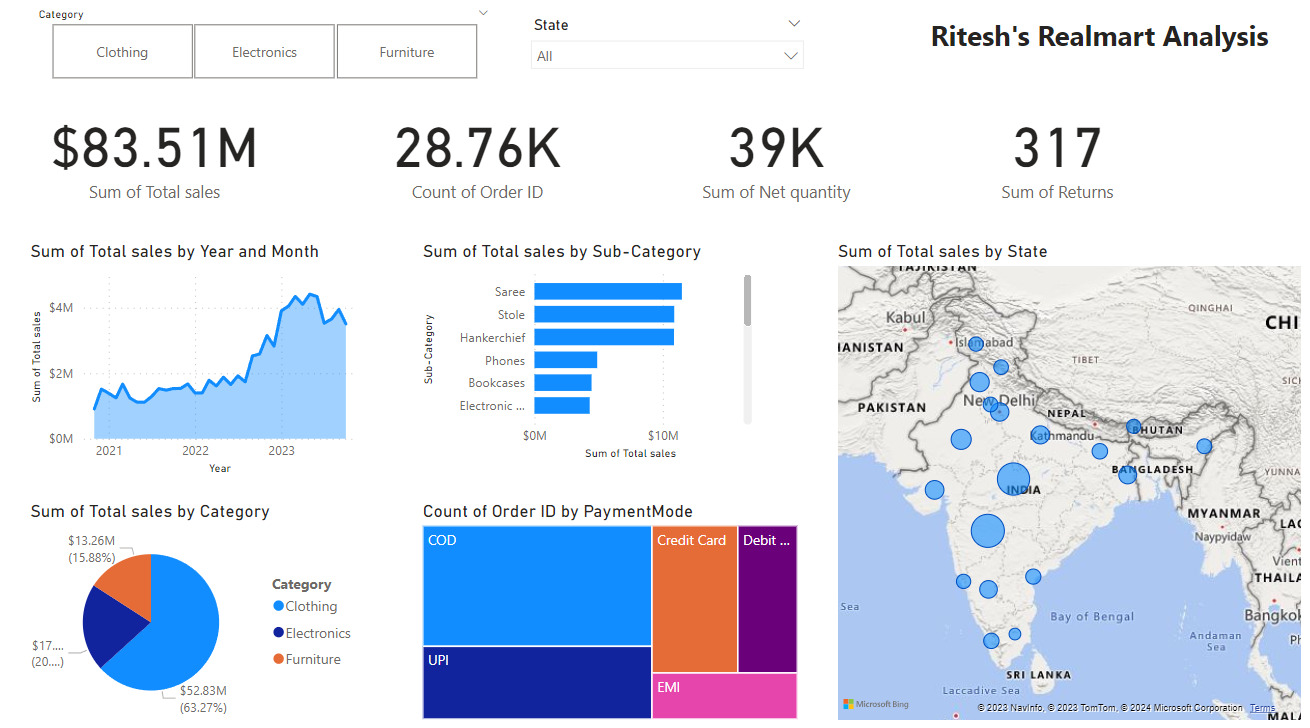 Category
Clothing
Electronics
Furniture
State
All
Ritesh's Realmart Analysis
$83.51M
Sum of Total sales
28.76K
Count of Order ID
39K
Sum of Net quantity
317
Sum of Returns
Sum of Total sales by Year and Month
Sum of Total sales
$4M
$2M
$0M
2021
2022
2023
Year
Sum of Total sales by Sub-Category
Sub-Category
Saree
Stole
Hankerchief
Phones
Bookcases
Electronic ...
$0M
$10M
Sum of Total sales
Sum of Total sales by State
TAJIKISTAN
Kabul
Islamabad
HANISTAN
QINGHAI
CHI
TIBET
SIC
New Delhi
PAKISTAN
NEPAL
Kathmandu
BHUTAN
BANGLADESH
YUNNA
INDIA
MYANMAR
LAO
Naypyidaw
Vient
THAILA
Sea
Bay of Bengal
Bangkok
Andaman
Sea
Ph
SRI LANKA
Laccadive Sea
MALA
Microsoft Bing
© 2023 NavInfo, © 2023 TomTom, © 2024 Microsoft Corporation Terms
Sum of Total sales by Category
$13.26M
(15.88%)
$17....
(20....)
$52.83M
(63.27%)
Category
Clothing
Electronics
Furniture
Count of Order ID by PaymentMode
COD
UPI
Credit Card
Debit ...
EMI